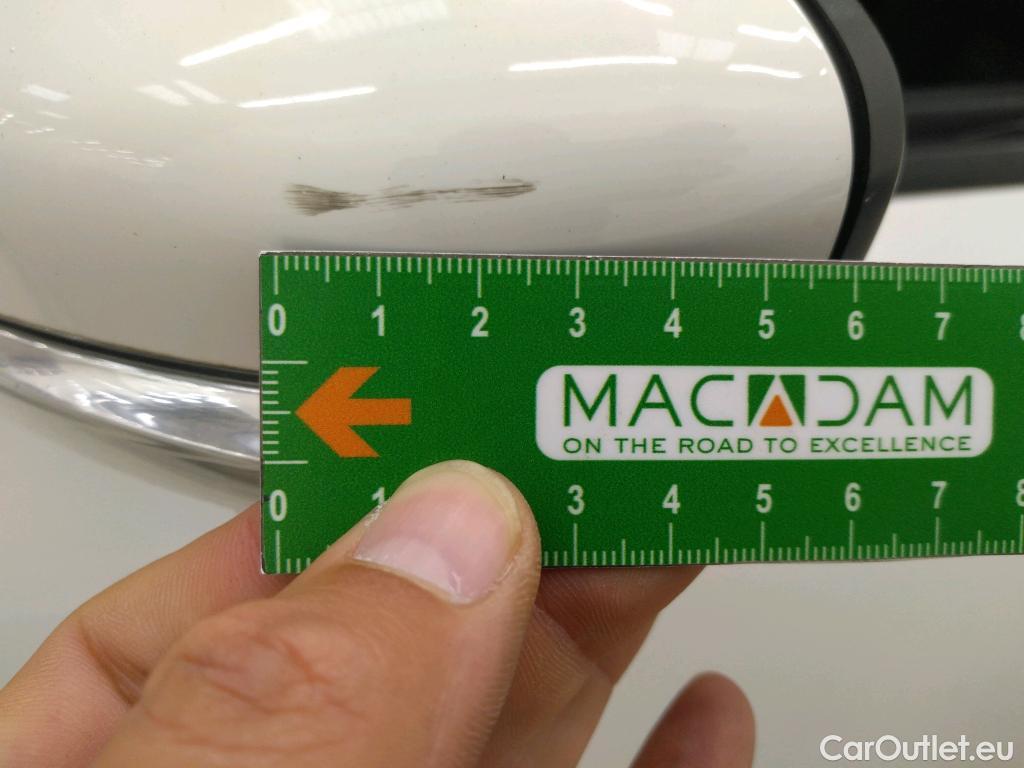 0 1 2 3 4 5 6 7 8
MACADAM
ON THE ROAD TO EXCELLENCE
0 1 3 4 5 6 7 8
CarOutlet.eu